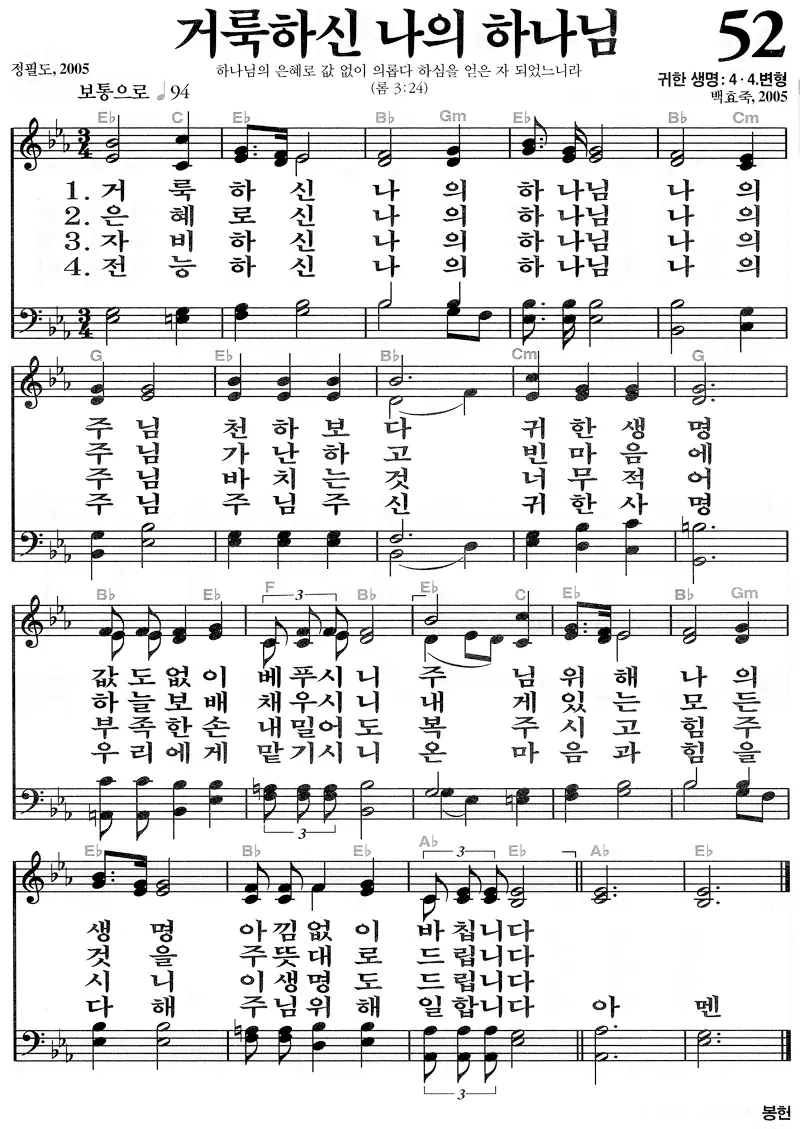 거룩하신 나의 하나님
52
정필도, 2005
하나님의 은혜로 값 없이 의롭다 하심을 얻은 자 되었느니라
(롬 3:24)
귀한 생명 : 4 · 4.변형
백효죽, 2005
보통으로 ♩94
E♭ C E♭ B♭ Gm E♭ B♭ Cm
3/4
1. 거 룩 하 신 나 의 하 나님 나 의
2. 은 혜 로 신 나 의 하 나님 나 의
3. 자 비 하 신 나 의 하 나님 나 의
4. 전 능 하 신 나 의 하 나님 나 의
3/4
G E♭ B♭ Cm G
주 님 천 하 보 다 귀 한 생 명
주 님 가 난 하 고 빈 마 음 에
주 님 바 치 는 것 너 무 적 어
주 님 주 님 주 신 귀 한 사 명
B♭ E♭ F B♭ E♭ C E♭ B♭ Gm
3
값 도 없 이 베 푸 시 니 주 님 위 해 나 의
하 늘 보 배 채 우 시 니 내 게 있 는 모 든
부 족 한 손 내 밀 어 도 복 주 시 고 힘 주
우 리 에 게 맡 기 시 니 온 마 음 과 힘 을
3
E♭ B♭ E♭ A♭ E♭ A♭ E♭
3
생 명 아 낌 없 이 바 칩 니 다
것 을 주 뜻 대 로 드 립 니 다
시 니 이 생 명 도 드 립 니 다
다 해 주 님 위 해 일 합 니 다 아 멘
3
봉헌